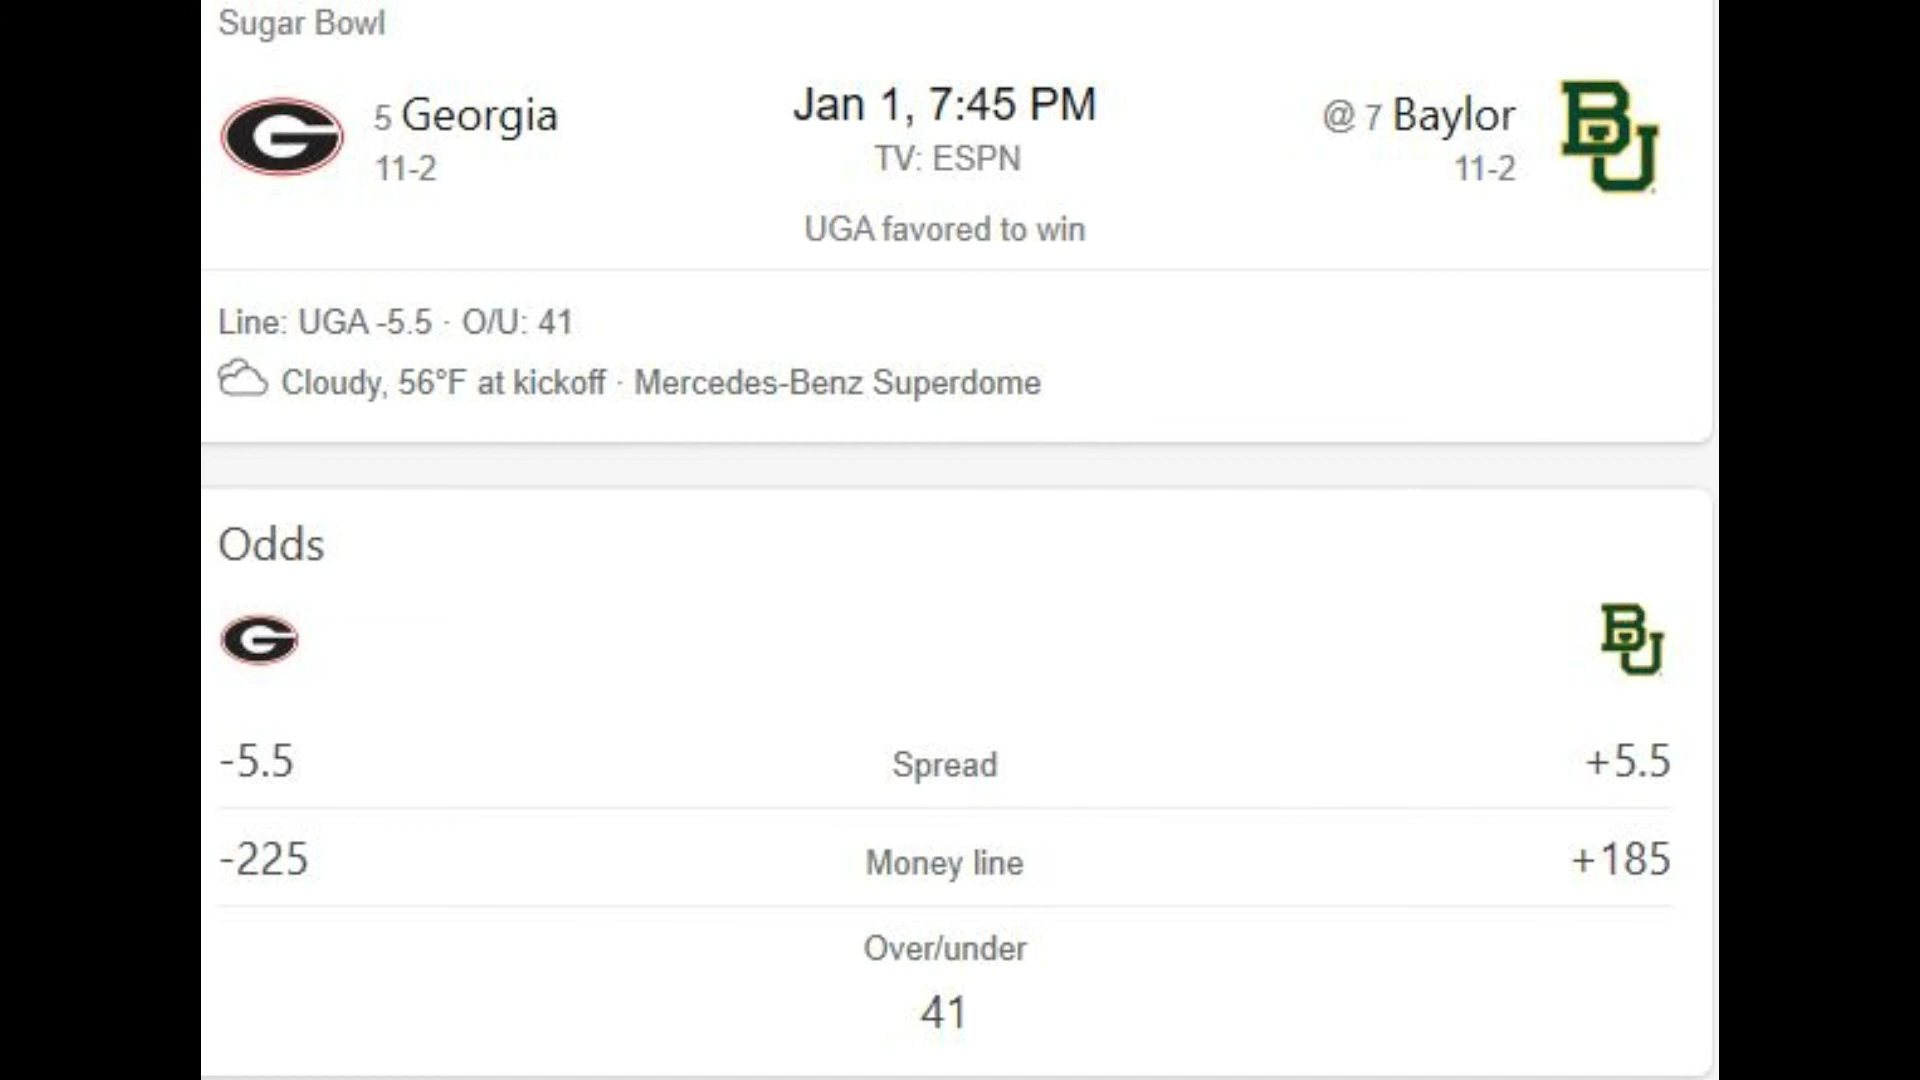 Sugar Bowl
G
5 Georgia
11-2
Jan 1, 7:45 PM
TV: ESPN
UGA favored to win
@ 7 Baylor
11-2
BU
Line: UGA -5.5 · O/U: 41
Cloudy, 56°F at kickoff · Mercedes-Benz Superdome
Odds
G
BU
-5.5 Spread +5.5
-225 Money line +185
Over/under
41